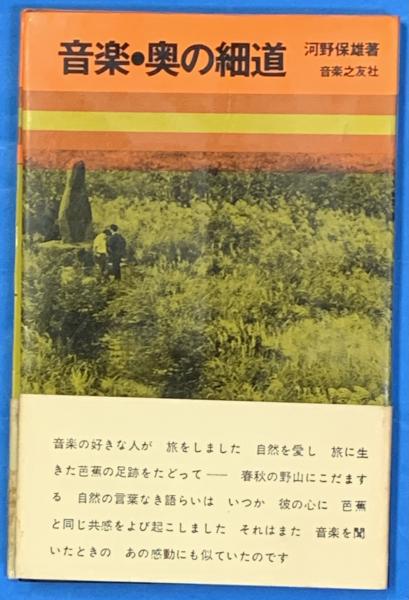 音楽・奥の細道
河野保雄著
音楽之友社
音楽の好きな人が　旅をしました　自然を愛し　旅に生
きた芭蕉の足跡をたどって——　春秋の野山にこだます
る　自然の言葉なき語らいは　いつか　彼の心に　芭蕉
と同じ共感をよび起こしました　それはまた　音楽を聞
いたときの　あの感動にも似ていたのです